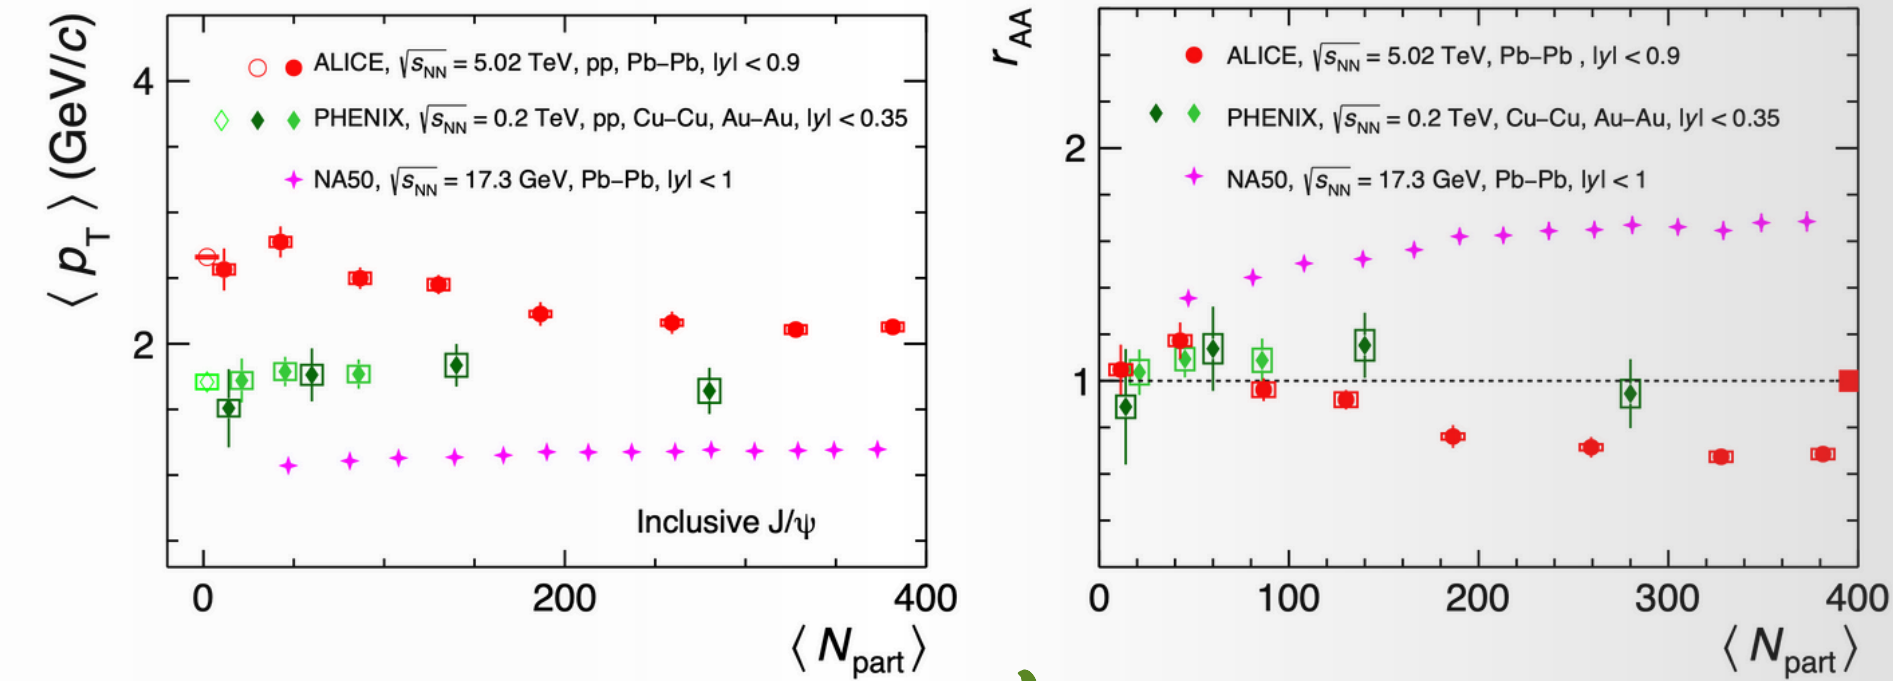 ⟨ p_T ⟩ (GeV/c)
4
2
ALICE, √s_NN = 5.02 TeV, pp, Pb–Pb, |y| < 0.9
PHENIX, √s_NN = 0.2 TeV, pp, Cu–Cu, Au–Au, |y| < 0.35
NA50, √s_NN = 17.3 GeV, Pb–Pb, |y| < 1
Inclusive J/ψ
0 200 400
⟨ N_part ⟩
r_AA
2
1
ALICE, √s_NN = 5.02 TeV, Pb–Pb , |y| < 0.9
PHENIX, √s_NN = 0.2 TeV, Cu–Cu, Au–Au, |y| < 0.35
NA50, √s_NN = 17.3 GeV, Pb–Pb, |y| < 1
0 100 200 300 400
⟨ N_part ⟩